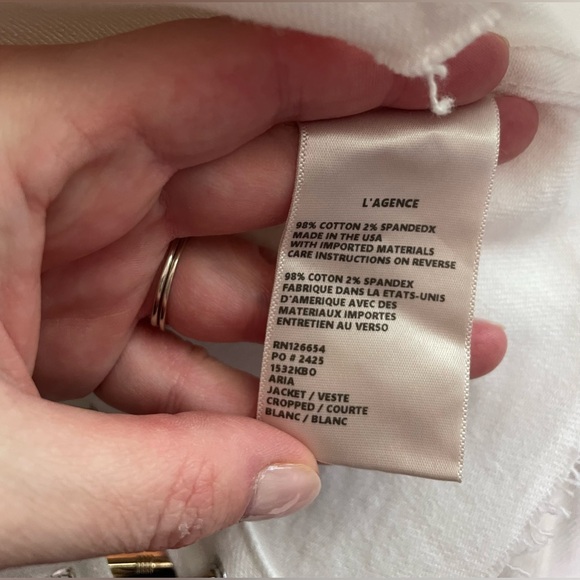 L'AGENCE
98% COTTON 2% SPANDEDX
MADE IN THE USA
WITH IMPORTED MATERIALS
CARE INSTRUCTIONS ON REVERSE
98% COTON 2% SPANDEX
FABRIQUE DANS LA ETATS-UNIS
D'AMERIQUE AVEC DES
MATERIAUX IMPORTES
ENTRETIEN AU VERSO
RN126654
PO # 2425
1532KBO
ARIA
JACKET / VESTE
CROPPED / COURTE
BLANC / BLANC